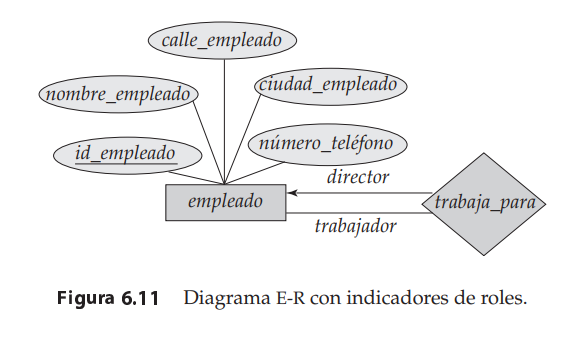 calle_empleado
nombre_empleado
ciudad_empleado
id_empleado
número_teléfono
director
empleado
trabaja_para
trabajador
Figura 6.11 Diagrama E-R con indicadores de roles.